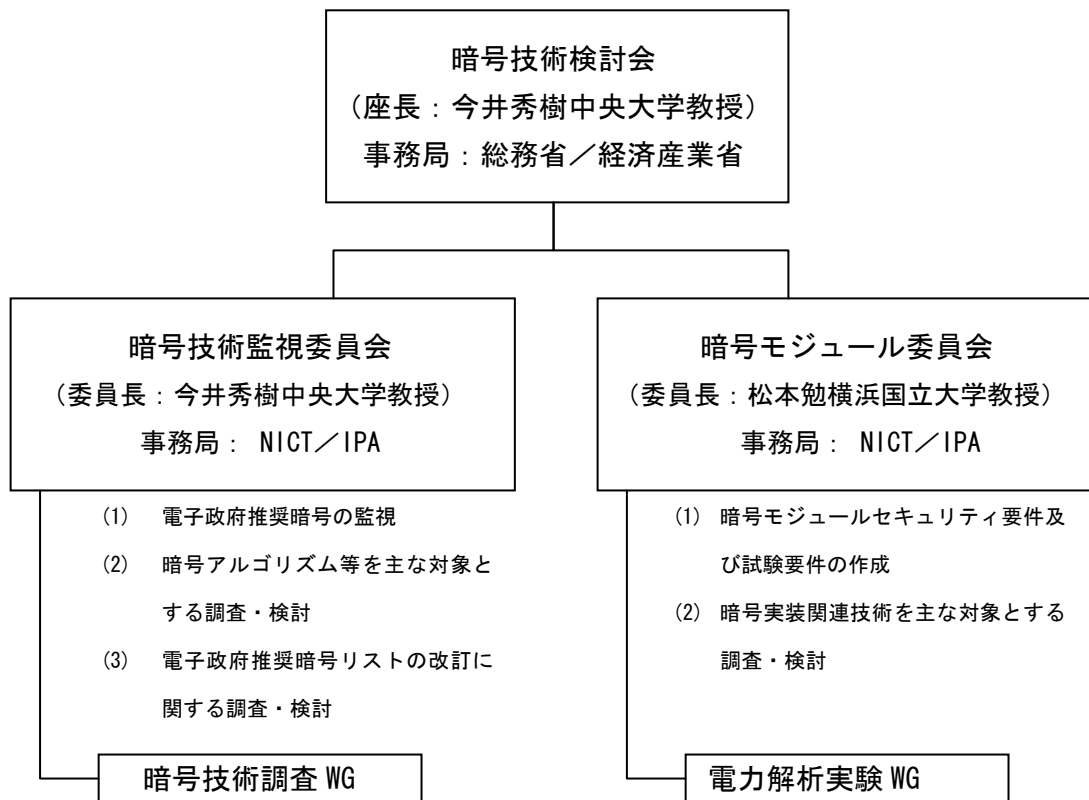 暗号技術検討会
（座長：今井秀樹中央大学教授）
事務局：総務省／経済産業省
暗号技術監視委員会
（委員長：今井秀樹中央大学教授）
事務局： NICT／IPA
(1) 電子政府推奨暗号の監視
(2) 暗号アルゴリズム等を主な対象と
する調査・検討
(3) 電子政府推奨暗号リストの改訂に
関する調査・検討
暗号技術調査 WG
暗号モジュール委員会
（委員長：松本勉横浜国立大学教授）
事務局： NICT／IPA
(1) 暗号モジュールセキュリティ要件及
び試験要件の作成
(2) 暗号実装関連技術を主な対象とする
調査・検討
電力解析実験 WG